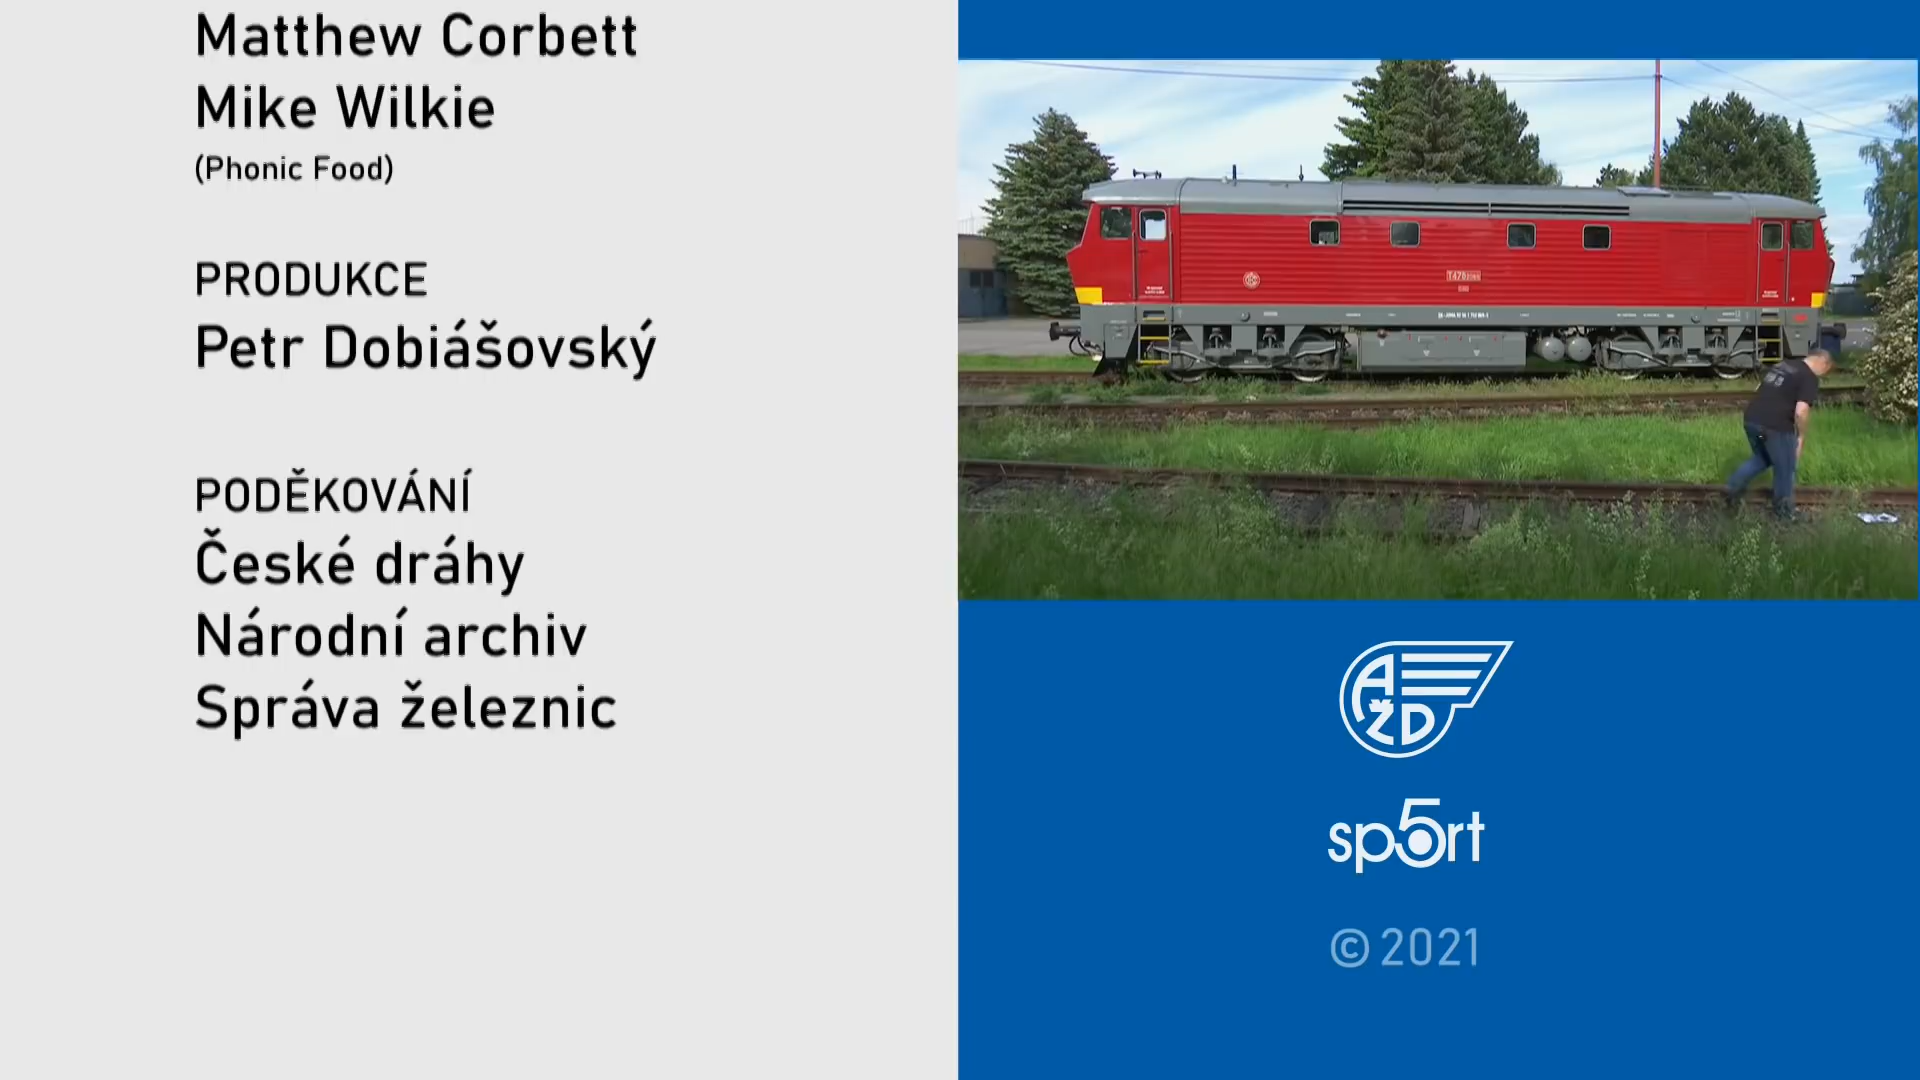 Matthew Corbett
Mike Wilkie
(Phonic Food)
PRODUKCE
Petr Dobiášovský
PODĚKOVÁNÍ
České dráhy
Národní archiv
Správa železnic
AŽD
sp5rt
© 2021